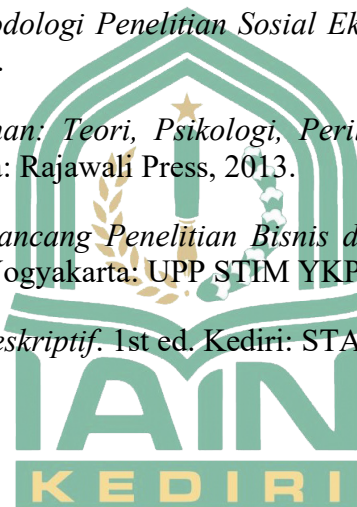 odologi Penelitian Sosial Ek
.
an: Teori, Psikologi, Peril
: Rajawali Press, 2013.
ancang Penelitian Bisnis d
Yogyakarta: UPP STIM YKP
eskriptif. 1st ed. Kediri: STA
IAIN
KEDIRI